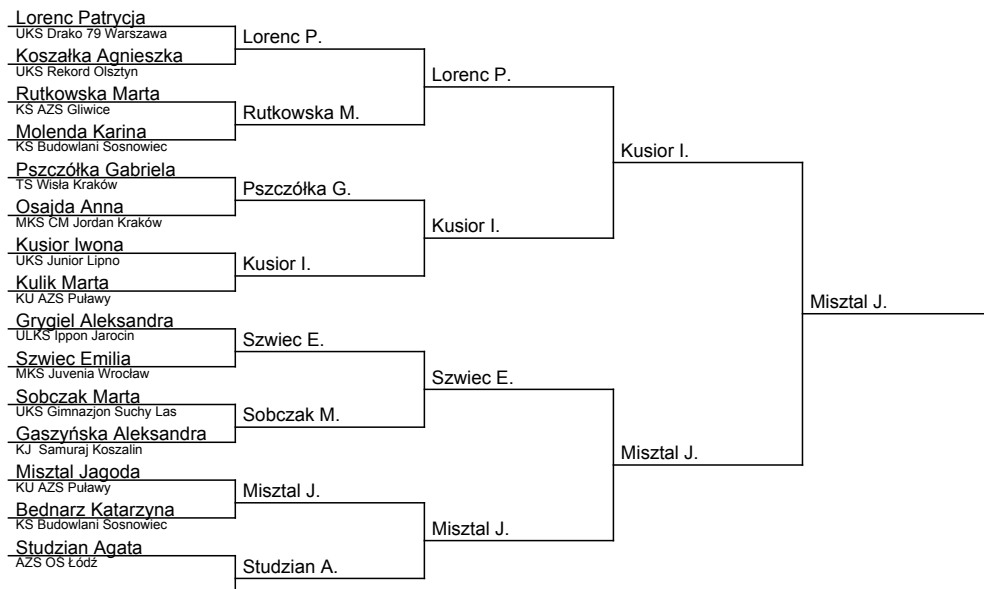 Lorenc Patrycja
UKS Drako 79 Warszawa
Koszałka Agnieszka
UKS Rekord Olsztyn
Rutkowska Marta
KŚ AZS Gliwice
Molenda Karina
KS Budowlani Sosnowiec
Pszczółka Gabriela
TS Wisła Kraków
Osajda Anna
MKS CM Jordan Kraków
Kusior Iwona
UKS Junior Lipno
Kulik Marta
KU AZS Puławy
Grygiel Aleksandra
ULKS Ippon Jarocin
Szwiec Emilia
MKS Juvenia Wrocław
Sobczak Marta
UKS Gimnazjon Suchy Las
Gaszyńska Aleksandra
KJ Samuraj Koszalin
Misztal Jagoda
KU AZS Puławy
Bednarz Katarzyna
KS Budowlani Sosnowiec
Studzian Agata
AZS OŚ Łódź
Lorenc P.
Rutkowska M.
Pszczółka G.
Kusior I.
Szwiec E.
Sobczak M.
Misztal J.
Studzian A.
Lorenc P.
Kusior I.
Szwiec E.
Misztal J.
Kusior I.
Misztal J.
Misztal J.